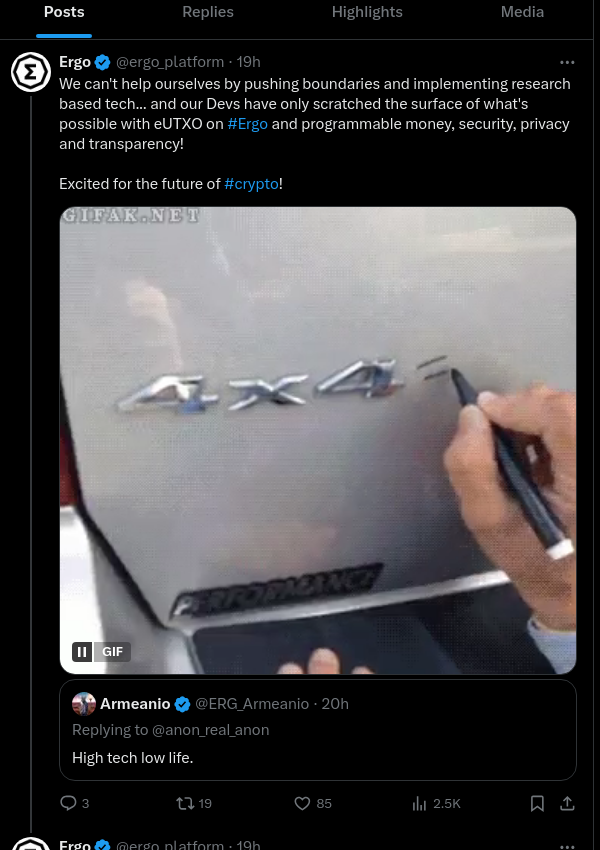 Posts Replies Highlights Media
Ergo @ergo_platform · 19h
We can't help ourselves by pushing boundaries and implementing research
based tech... and our Devs have only scratched the surface of what's
possible with eUTXO on #Ergo and programmable money, security, privacy
and transparency!
Excited for the future of #crypto!
GIFAK.NET
4x4 =
PERFORMANCE
GIF
Armeanio @ERG_Armeanio · 20h
Replying to @anon_real_anon
High tech low life.
3 19 85 2.5K
Ergo @ergo_platform · 19h